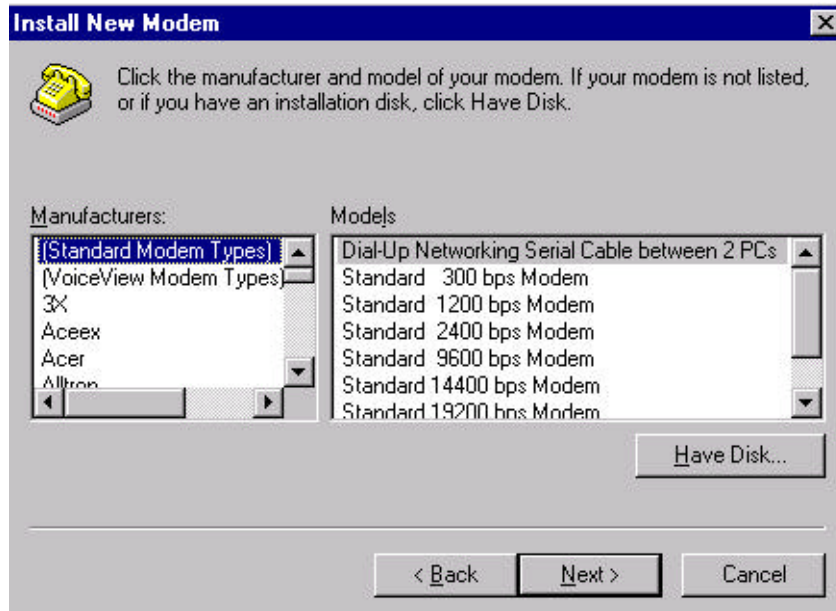 Install New Modem
Click the manufacturer and model of your modem. If your modem is not listed,
or if you have an installation disk, click Have Disk.
Manufacturers:
(Standard Modem Types)
(VoiceView Modem Types)
3X
Aceex
Acer
Alltron
Models
Dial-Up Networking Serial Cable between 2 PCs
Standard 300 bps Modem
Standard 1200 bps Modem
Standard 2400 bps Modem
Standard 9600 bps Modem
Standard 14400 bps Modem
Standard 19200 bps Modem
Have Disk...
< Back
Next >
Cancel